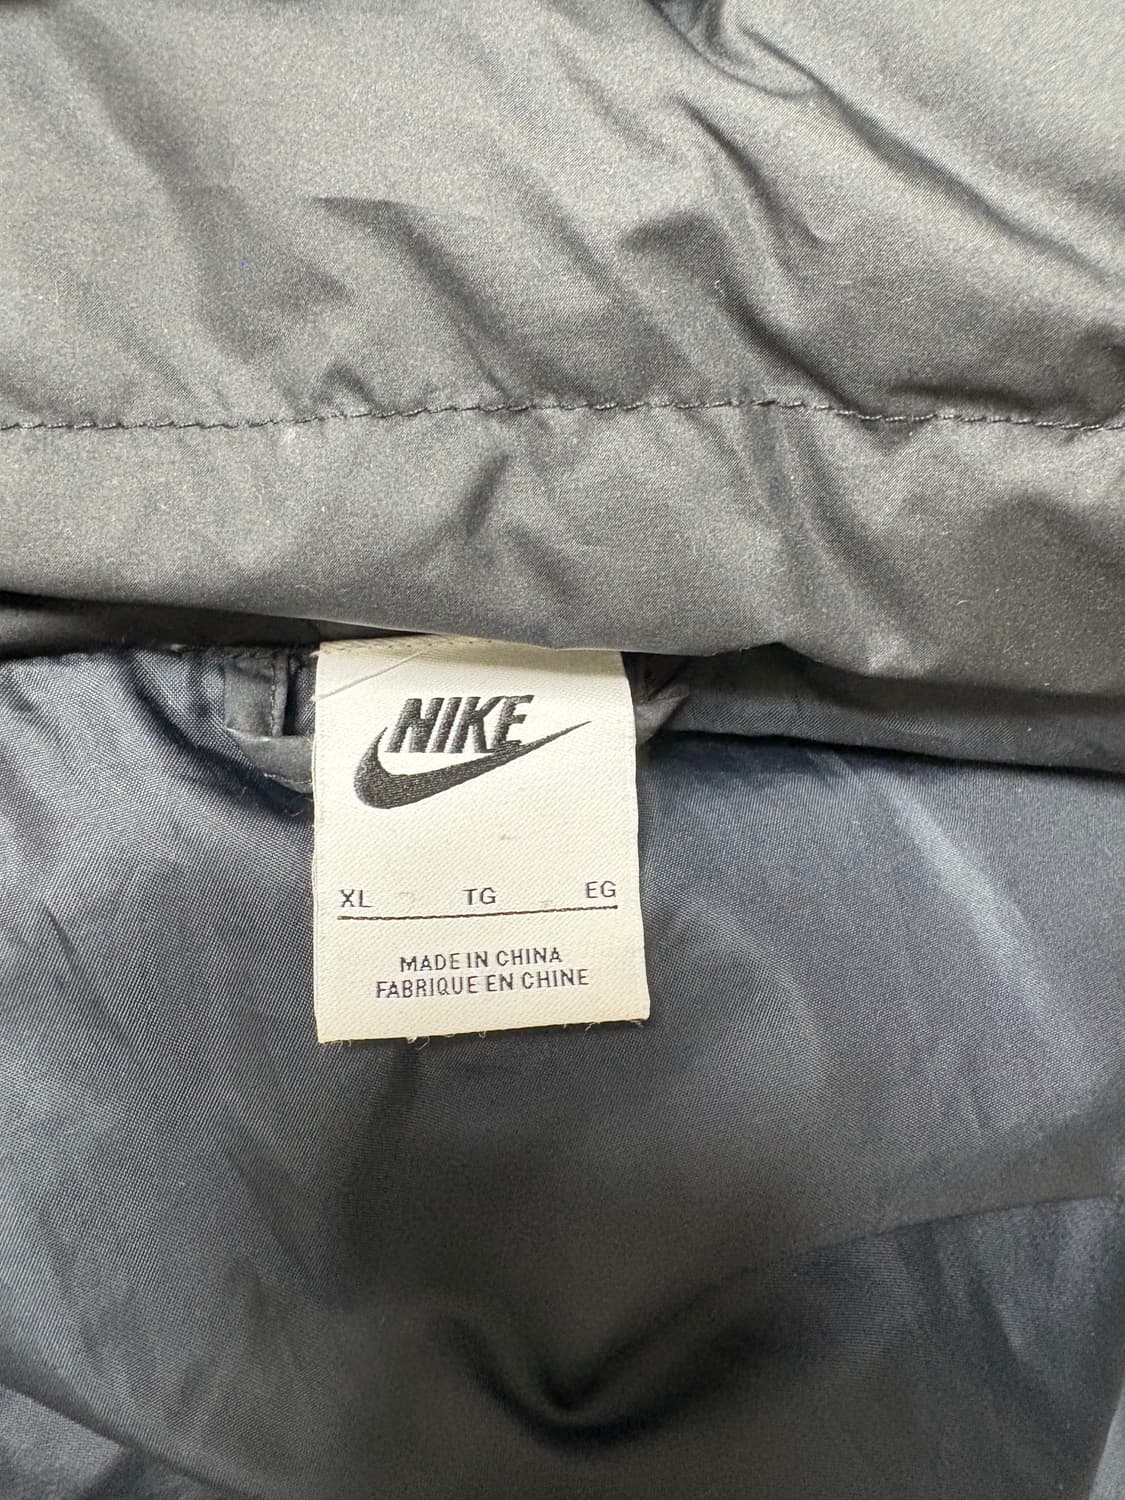 NIKE
XL TG EG
MADE IN CHINA
FABRIQUE EN CHINE